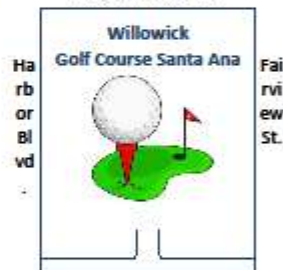 Willowick
Golf Course Santa Ana
Ha
rb
or
Bl
vd
.
Fai
rvi
ew
St.